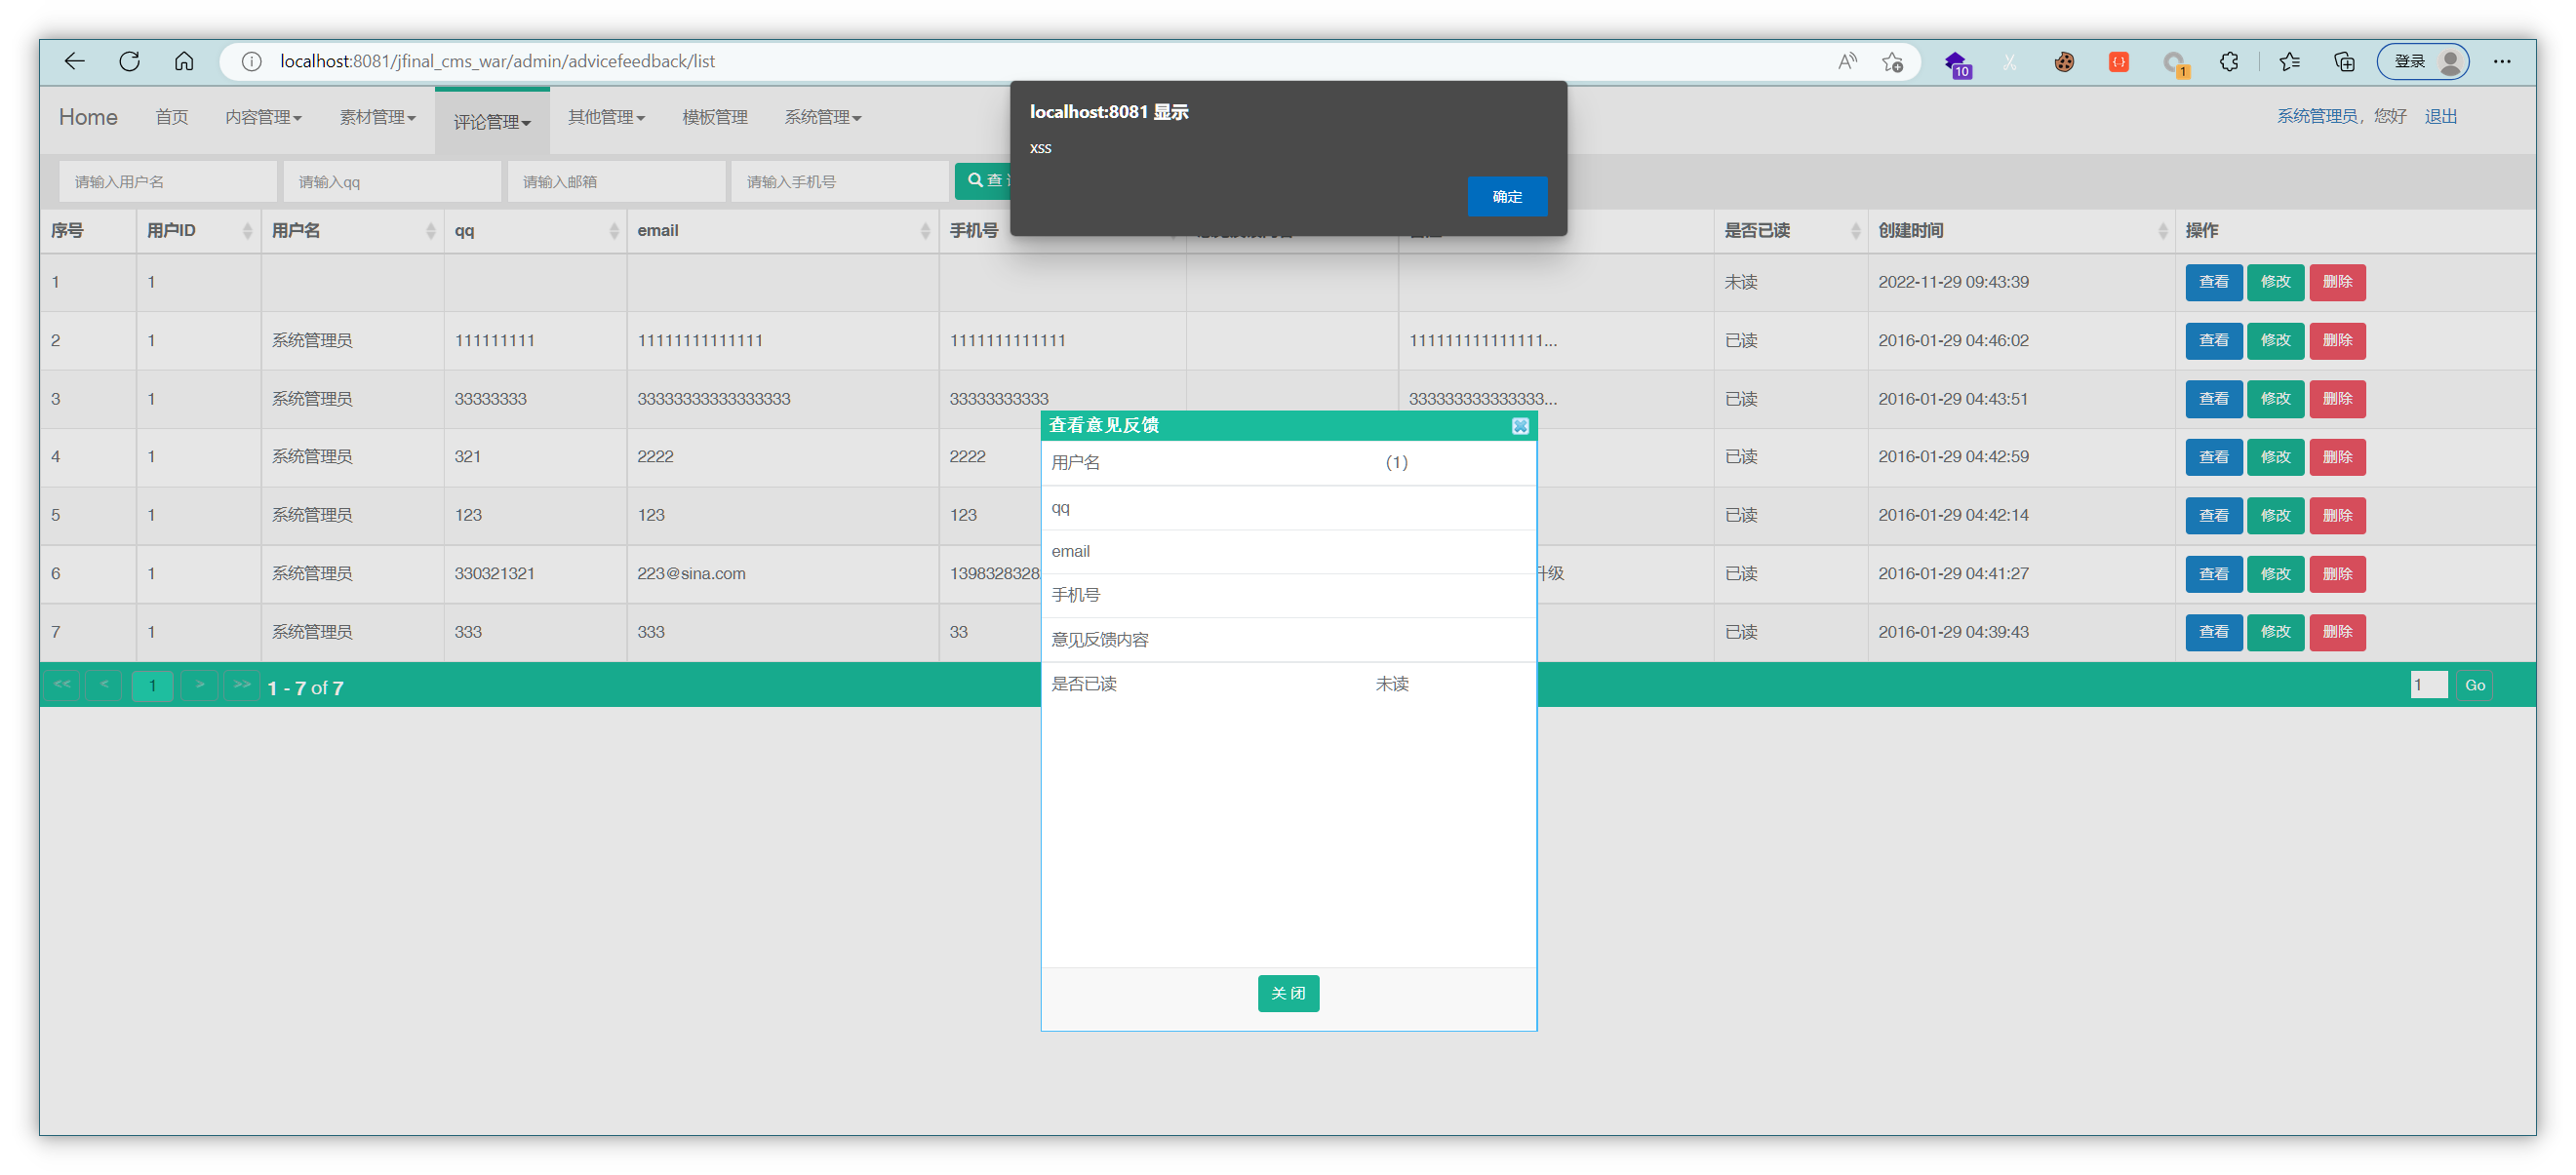 localhost:8081/jfinal_cms_war/admin/advicefeedback/list
10
1
登录
localhost:8081 显示
xss
确定
Home 首页 内容管理 素材管理 评论管理 其他管理 模板管理 系统管理
系统管理员，您好 退出
请输入用户名 请输入qq 请输入邮箱 请输入手机号 查
序号 用户ID 用户名 qq email 手机号 是否已读 创建时间 操作
1 1 未读 2022-11-29 09:43:39 查看 修改 删除
2 1 系统管理员 111111111 11111111111111 1111111111111 111111111111111... 已读 2016-01-29 04:46:02 查看 修改 删除
3 1 系统管理员 33333333 33333333333333333 33333333333 333333333333333... 已读 2016-01-29 04:43:51 查看 修改 删除
4 1 系统管理员 321 2222 2222 已读 2016-01-29 04:42:59 查看 修改 删除
5 1 系统管理员 123 123 123 已读 2016-01-29 04:42:14 查看 修改 删除
6 1 系统管理员 330321321 223@sina.com 1398328328 升级 已读 2016-01-29 04:41:27 查看 修改 删除
7 1 系统管理员 333 333 33 已读 2016-01-29 04:39:43 查看 修改 删除
<< < 1 > >> 1 - 7 of 7
1 Go
查看意见反馈
用户名 (1)
qq
email
手机号
意见反馈内容
是否已读 未读
关 闭